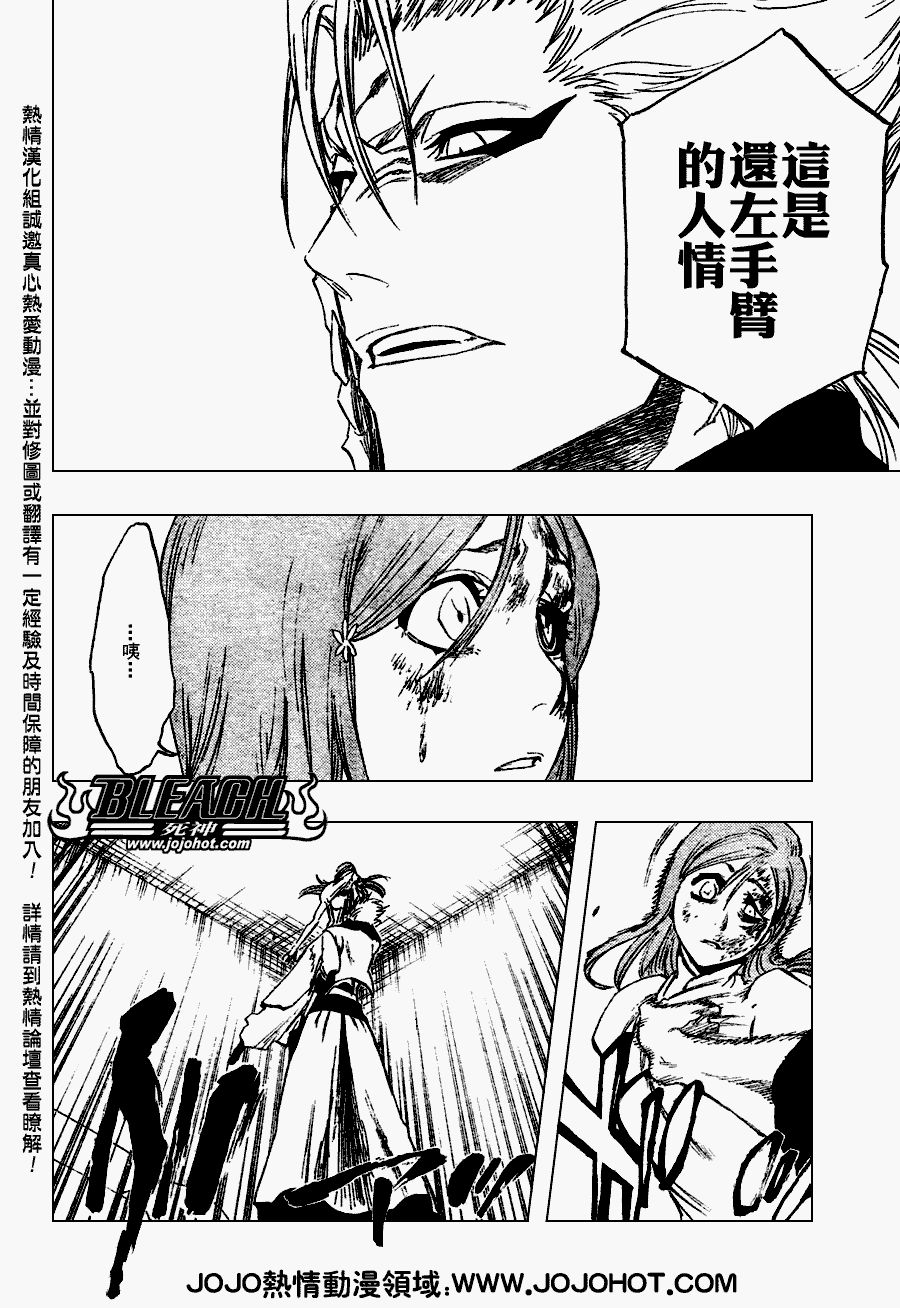 這是
還左手臂
的人情
…咦…
熱情漢化組誠邀真心熱愛動漫…並對修圖或翻譯有一定經驗及時間保障的朋友加入！ 詳情請到熱情論壇查看瞭解！
BLEACH
死神
www.jojohot.com
JOJO熱情動漫領域:WWW.JOJOHOT.COM